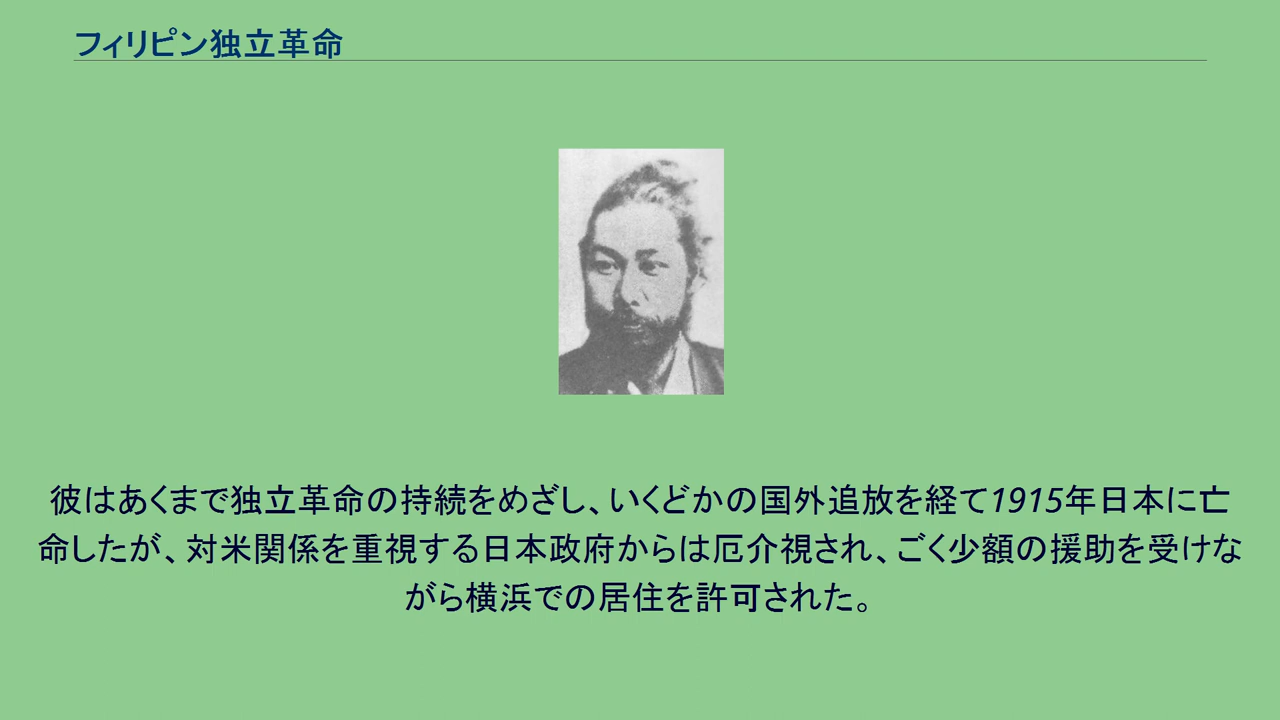 フィリピン独立革命
彼はあくまで独立革命の持続をめざし、いくどかの国外追放を経て1915年日本に亡
命したが、対米関係を重視する日本政府からは厄介視され、ごく少額の援助を受けな
がら横浜での居住を許可された。